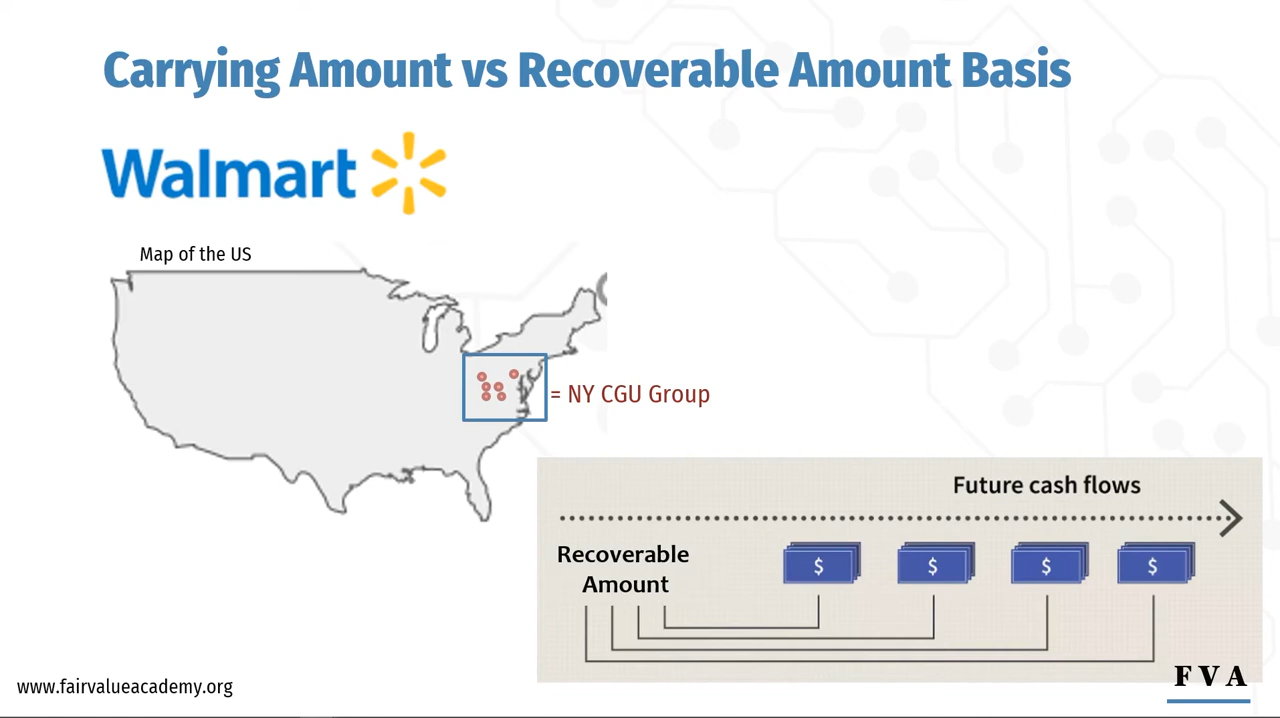 Carrying Amount vs Recoverable Amount Basis
Walmart
Map of the US
= NY CGU Group
Future cash flows
Recoverable
Amount
$ $ $ $
www.fairvalueacademy.org
FVA